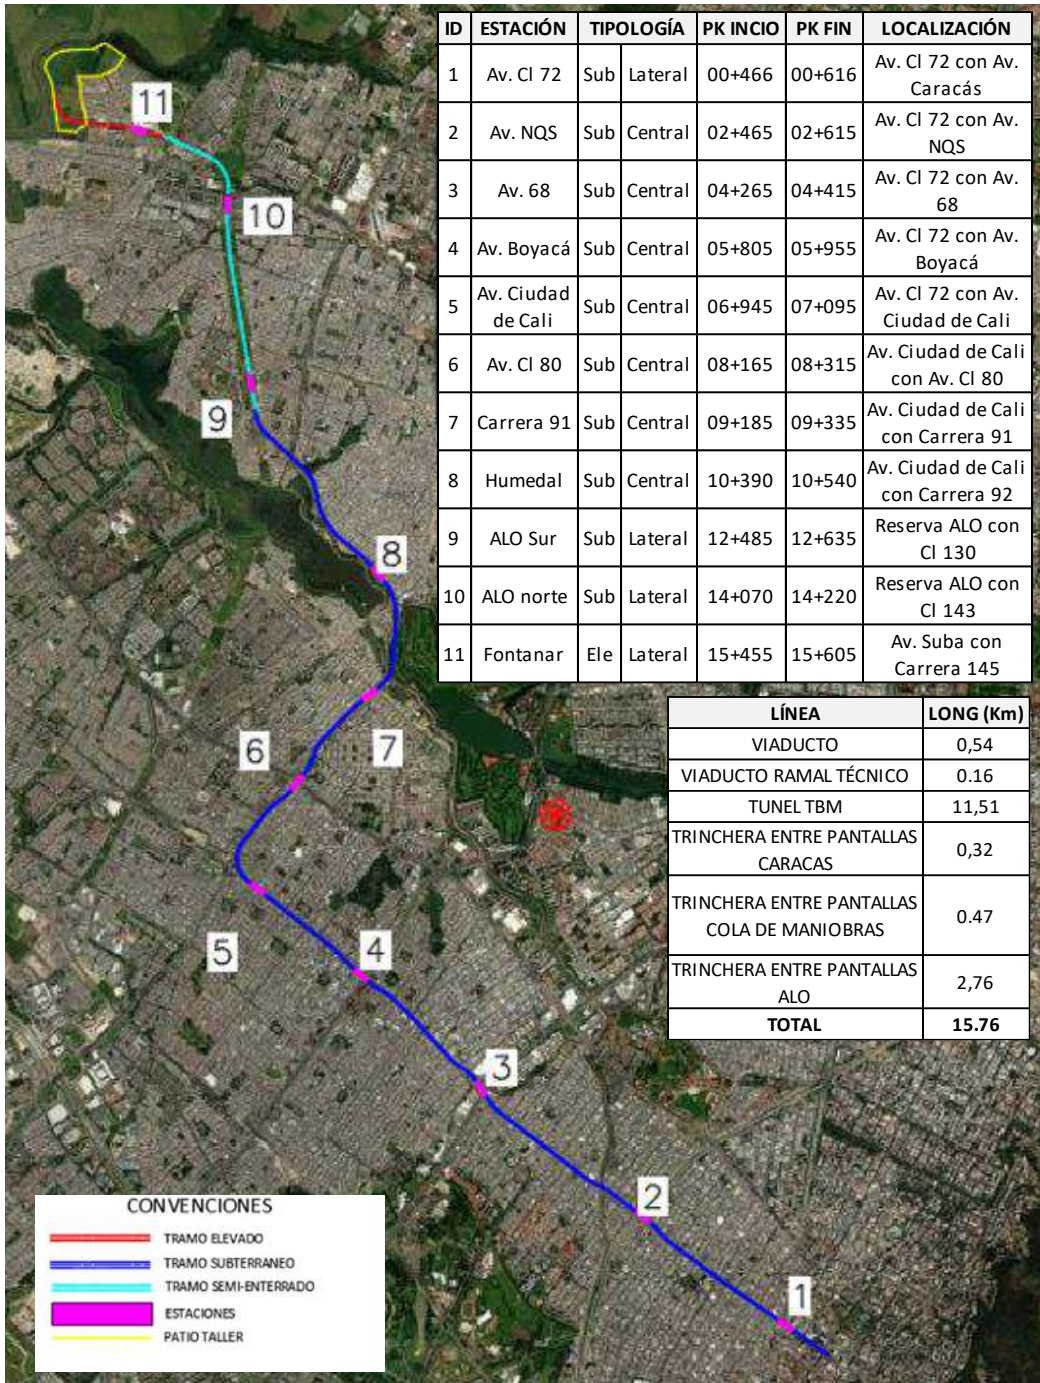 ID ESTACIÓN TIPOLOGÍA PK INCIO PK FIN LOCALIZACIÓN
1 Av. Cl 72 Sub Lateral 00+466 00+616 Av. Cl 72 con Av.
Caracás
2 Av. NQS Sub Central 02+465 02+615 Av. Cl 72 con Av.
NQS
3 Av. 68 Sub Central 04+265 04+415 Av. Cl 72 con Av.
68
4 Av. Boyacá Sub Central 05+805 05+955 Av. Cl 72 con Av.
Boyacá
5 Av. Ciudad
de Cali Sub Central 06+945 07+095 Av. Cl 72 con Av.
Ciudad de Cali
6 Av. Cl 80 Sub Central 08+165 08+315 Av. Ciudad de Cali
con Av. Cl 80
7 Carrera 91 Sub Central 09+185 09+335 Av. Ciudad de Cali
con Carrera 91
8 Humedal Sub Central 10+390 10+540 Av. Ciudad de Cali
con Carrera 92
9 ALO Sur Sub Lateral 12+485 12+635 Reserva ALO con
Cl 130
10 ALO norte Sub Lateral 14+070 14+220 Reserva ALO con
Cl 143
11 Fontanar Ele Lateral 15+455 15+605 Av. Suba con
Carrera 145
LÍNEA LONG (Km)
VIADUCTO 0,54
VIADUCTO RAMAL TÉCNICO 0.16
TUNEL TBM 11,51
TRINCHERA ENTRE PANTALLAS
CARACAS 0,32
TRINCHERA ENTRE PANTALLAS
COLA DE MANIOBRAS 0.47
TRINCHERA ENTRE PANTALLAS
ALO 2,76
TOTAL 15.76
11
10
9
8
7
6
5
4
3
2
1
CONVENCIONES
TRAMO ELEVADO
TRAMO SUBTERRANEO
TRAMO SEMI-ENTERRADO
ESTACIONES
PATIO TALLER